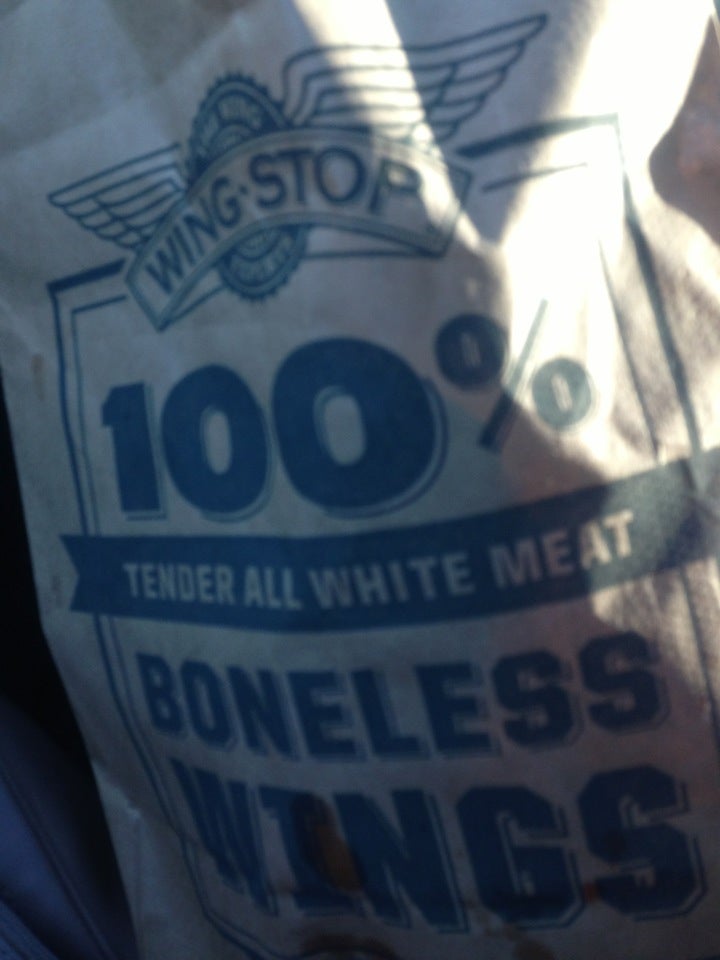 WING·STOP
100%
TENDER ALL WHITE MEAT
BONELESS
WINGS